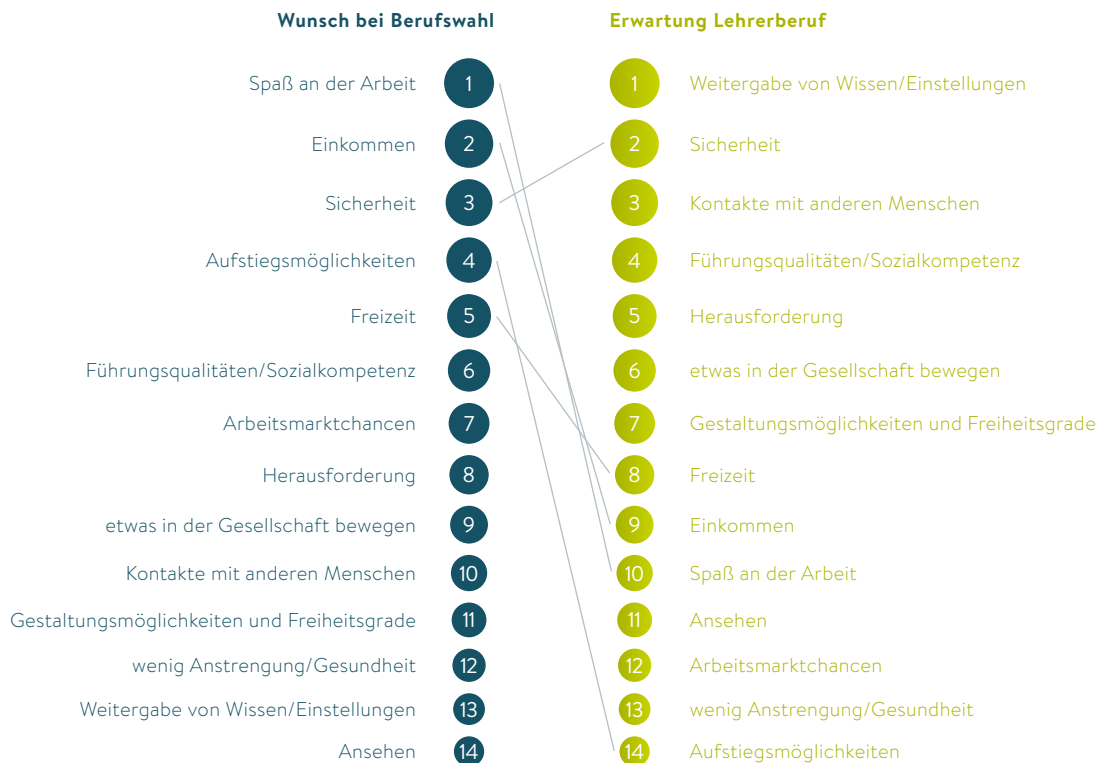 Wunsch bei Berufswahl Erwartung Lehrerberuf
Spaß an der Arbeit 1 1 Weitergabe von Wissen/Einstellungen
Einkommen 2 2 Sicherheit
Sicherheit 3 3 Kontakte mit anderen Menschen
Aufstiegsmöglichkeiten 4 4 Führungsqualitäten/Sozialkompetenz
Freizeit 5 5 Herausforderung
Führungsqualitäten/Sozialkompetenz 6 6 etwas in der Gesellschaft bewegen
Arbeitsmarktchancen 7 7 Gestaltungsmöglichkeiten und Freiheitsgrade
Herausforderung 8 8 Freizeit
etwas in der Gesellschaft bewegen 9 9 Einkommen
Kontakte mit anderen Menschen 10 10 Spaß an der Arbeit
Gestaltungsmöglichkeiten und Freiheitsgrade 11 11 Ansehen
wenig Anstrengung/Gesundheit 12 12 Arbeitsmarktchancen
Weitergabe von Wissen/Einstellungen 13 13 wenig Anstrengung/Gesundheit
Ansehen 14 14 Aufstiegsmöglichkeiten